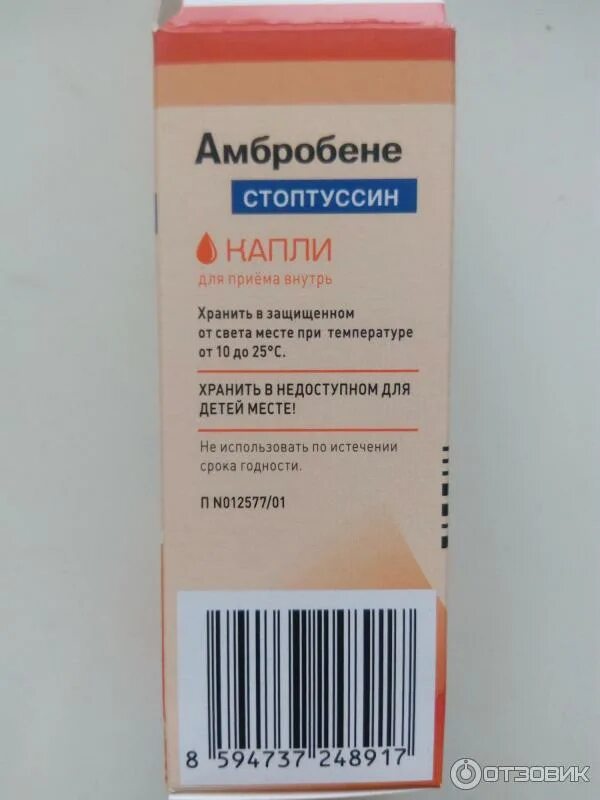 Амбробене
СТОПТУССИН
КАПЛИ
для приёма внутрь
Хранить в защищенном
от света месте при температуре
от 10 до 25°С.
ХРАНИТЬ В НЕДОСТУПНОМ ДЛЯ
ДЕТЕЙ МЕСТЕ!
Не использовать по истечении
срока годности.
П N012577/01
8 594737 248917
ОТЗОВИК